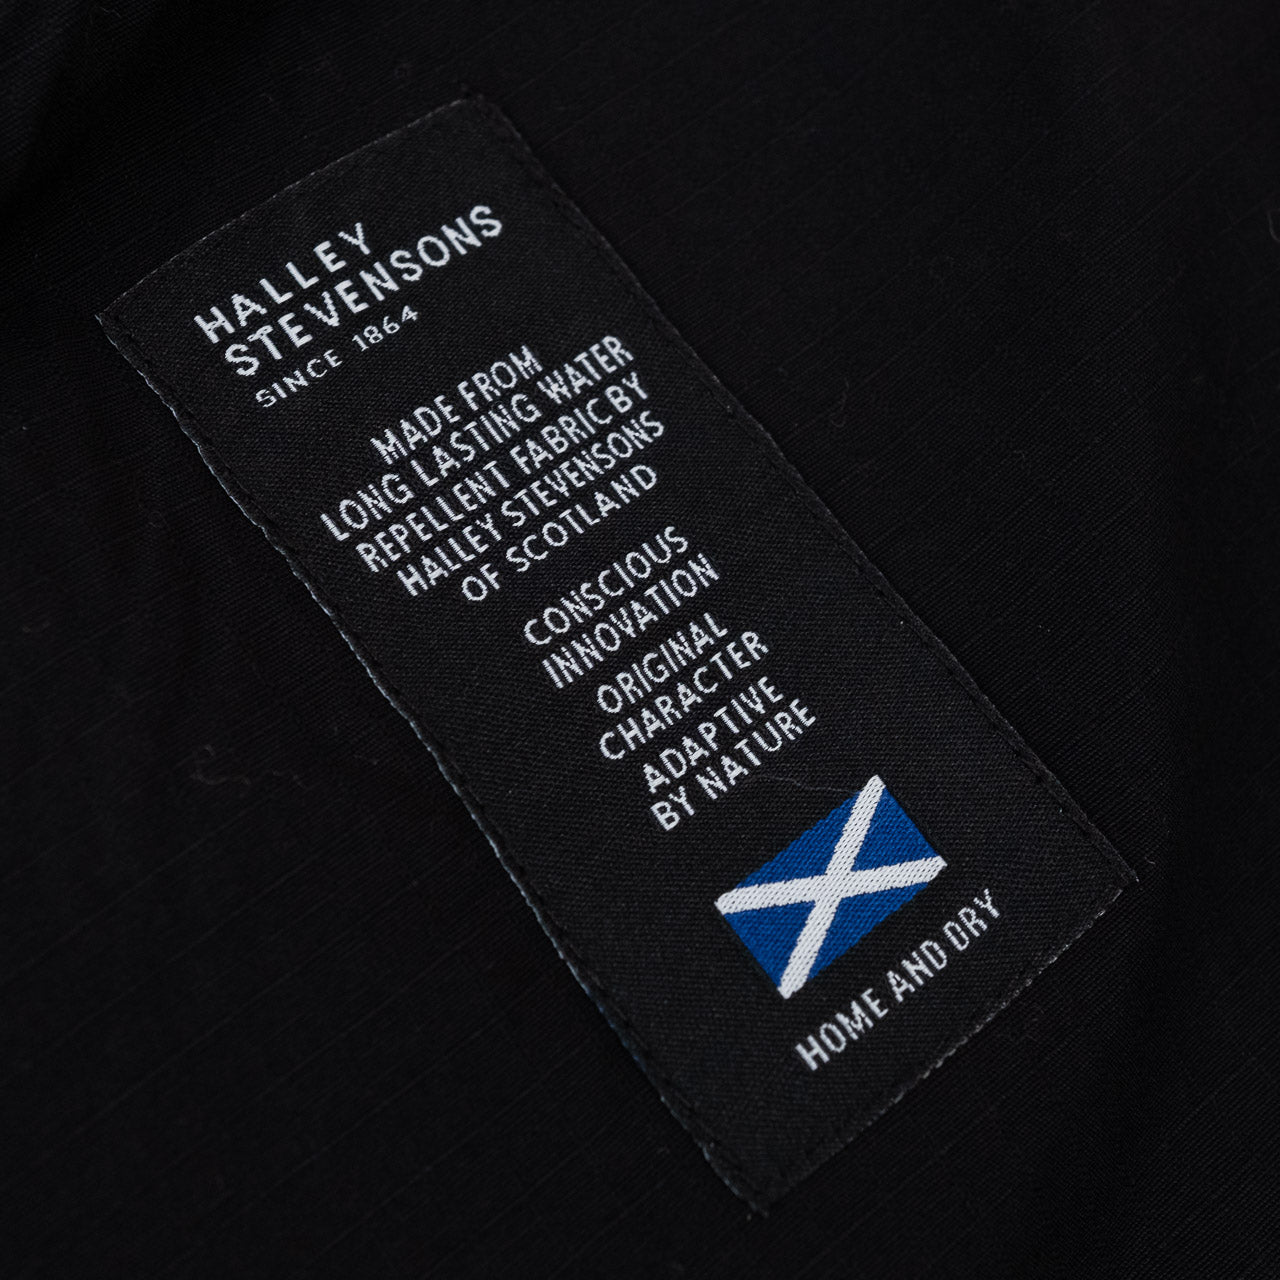 HALLEY
STEVENSONS
SINCE 1864
MADE FROM
LONG LASTING WATER
REPELLENT FABRIC BY
HALLEY STEVENSONS
OF SCOTLAND
CONSCIOUS
INNOVATION
ORIGINAL
CHARACTER
ADAPTIVE
BY NATURE
HOME AND DRY